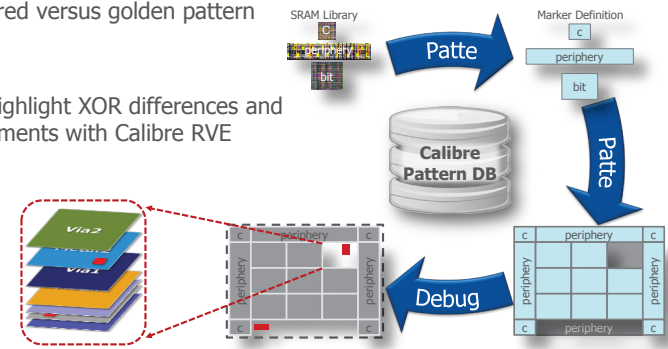 red versus golden pattern
ighlight XOR differences and
ments with Calibre RVE
SRAM Library
C
periphery
bit
Patte
Marker Definition
c
periphery
bit
Patte
Calibre
Pattern DB
c
periphery
c
periphery
periphery
c
periphery
c
Debug
c
periphery
c
periphery
periphery
c
c
Via2
Via1